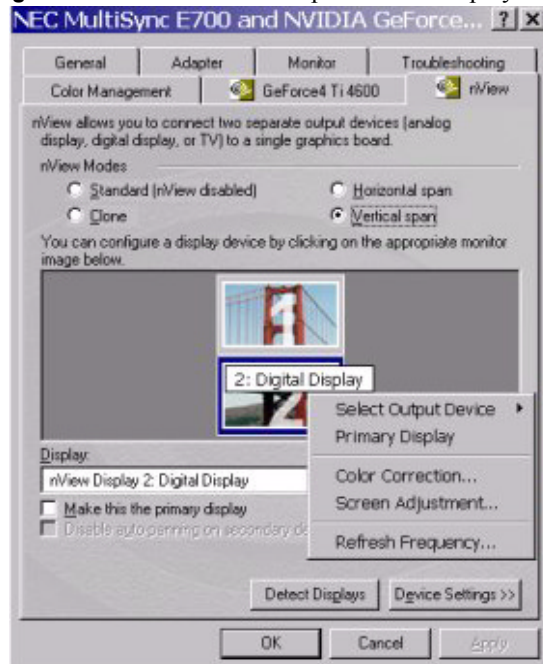 NEC MultiSync E700 and NVIDIA GeForce... ? ×
General Adapter Monitor Troubleshooting
Color Management GeForce4 Ti 4600 nView
nView allows you to connect two separate output devices (analog
display, digital display, or TV) to a single graphics board.
nView Modes
Standard (nView disabled) Horizontal span
Clone Vertical span
You can configure a display device by clicking on the appropriate monitor
image below.
1
2: Digital Display
2
Select Output Device
Primary Display
Color Correction...
Screen Adjustment...
Refresh Frequency...
Display:
nView Display 2: Digital Display
Make this the primary display
Disable auto panning on secondary de
Detect Displays Device Settings >>
OK Cancel Apply